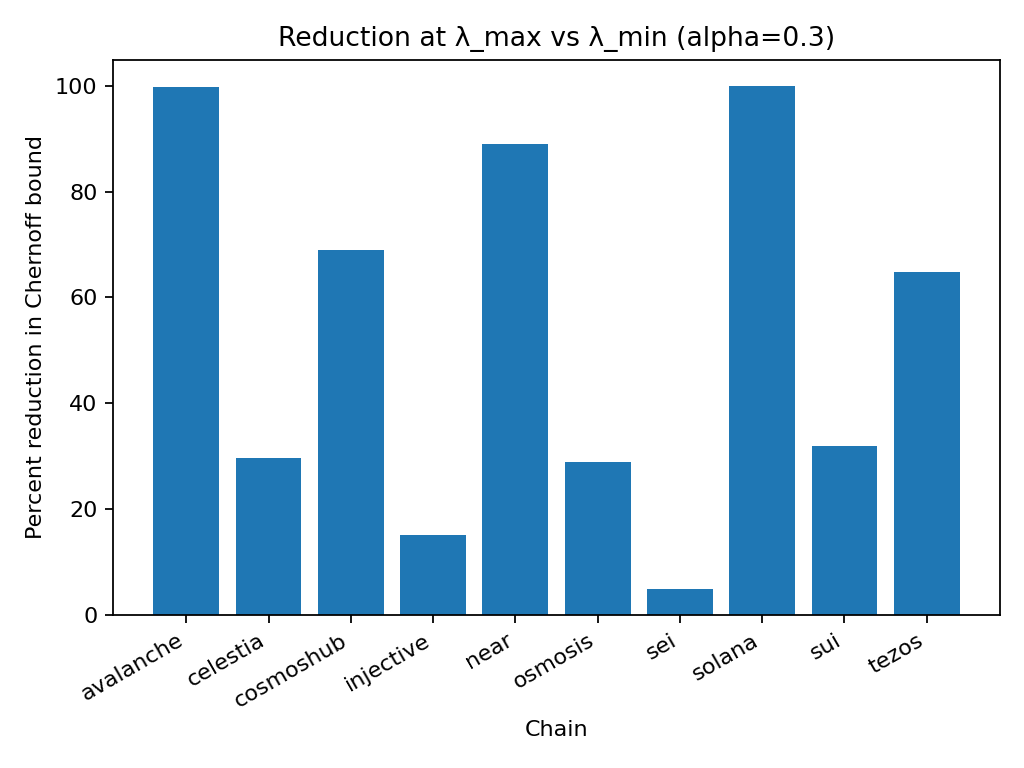 Reduction at λ_max vs λ_min (alpha=0.3)
Percent reduction in Chernoff bound
100
80
60
40
20
0
avalanche
celestia
cosmoshub
injective
near
osmosis
sei
solana
sui
tezos
Chain